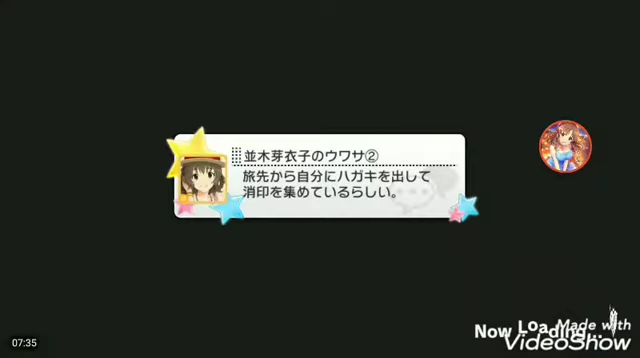 並木芽衣子のウワサ②
旅先から自分にハガキを出して
消印を集めているらしい。
07:35
Now Loading...
Made with
VideoShow